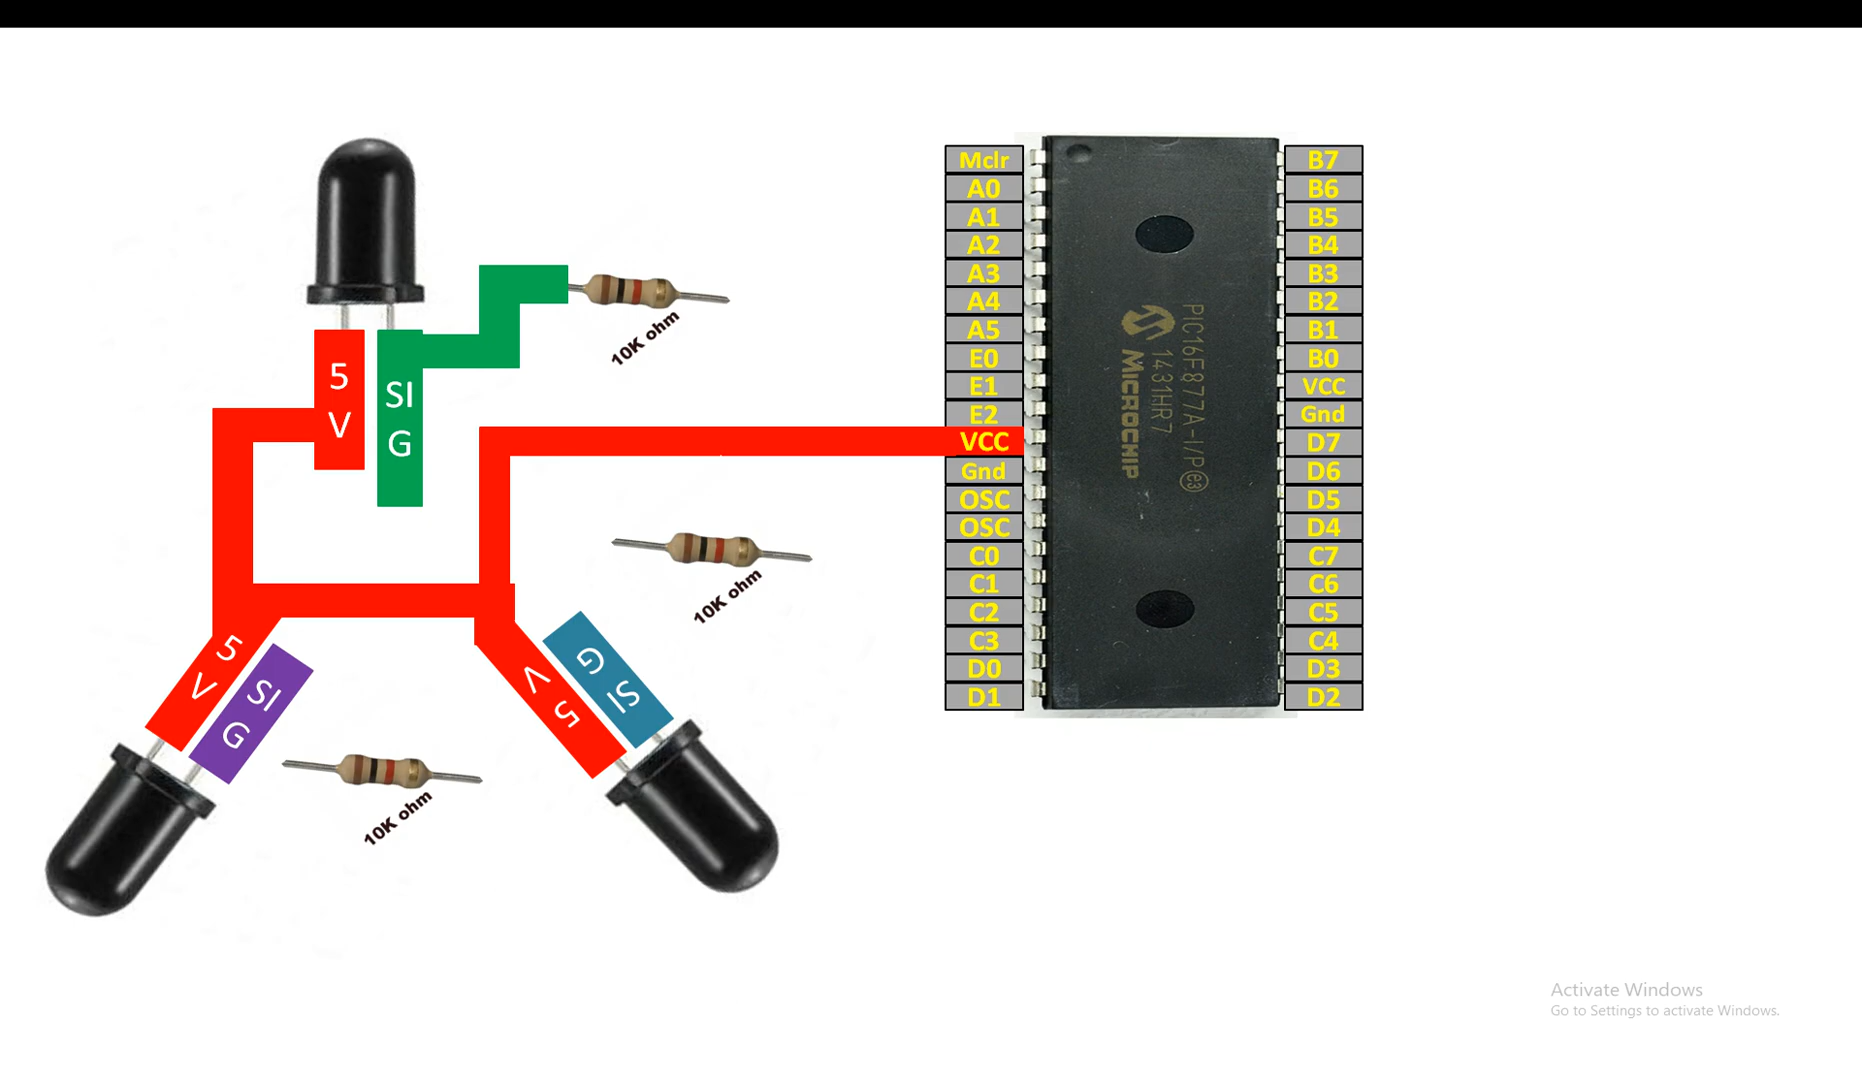 5
V
SI
G
10K ohm
10K ohm
5
V
SI
G
5
V
SI
G
10K ohm
Mclr
A0
A1
A2
A3
A4
A5
E0
E1
E2
VCC
Gnd
OSC
OSC
C0
C1
C2
C3
D0
D1
PIC16F877A-I/P e3
1431HR7
MICROCHIP
B7
B6
B5
B4
B3
B2
B1
B0
VCC
Gnd
D7
D6
D5
D4
C7
C6
C5
C4
D3
D2
Activate Windows
Go to Settings to activate Windows.